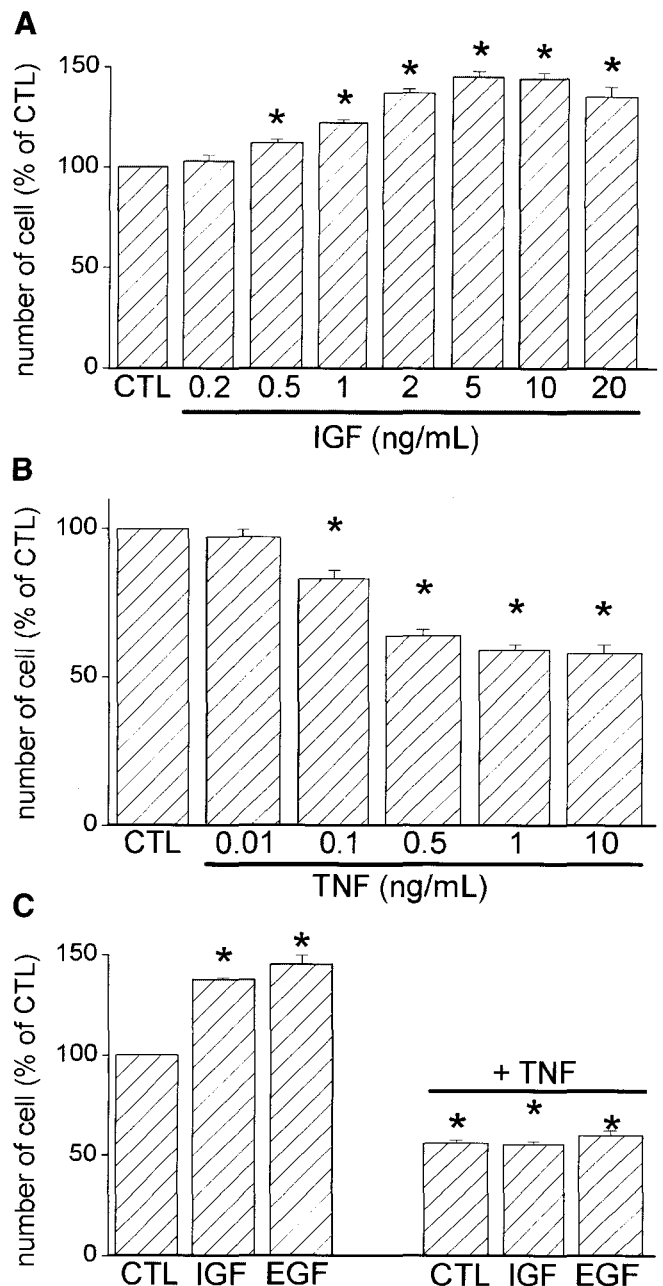 A
number of cell (% of CTL)
150
100
50
0
* * * * * *
CTL 0.2 0.5 1 2 5 10 20
IGF (ng/mL)
B
number of cell (% of CTL)
100
50
0
* * * *
CTL 0.01 0.1 0.5 1 10
TNF (ng/mL)
C
number of cell (% of CTL)
150
100
50
0
* *
+ TNF
* * *
CTL IGF EGF CTL IGF EGF